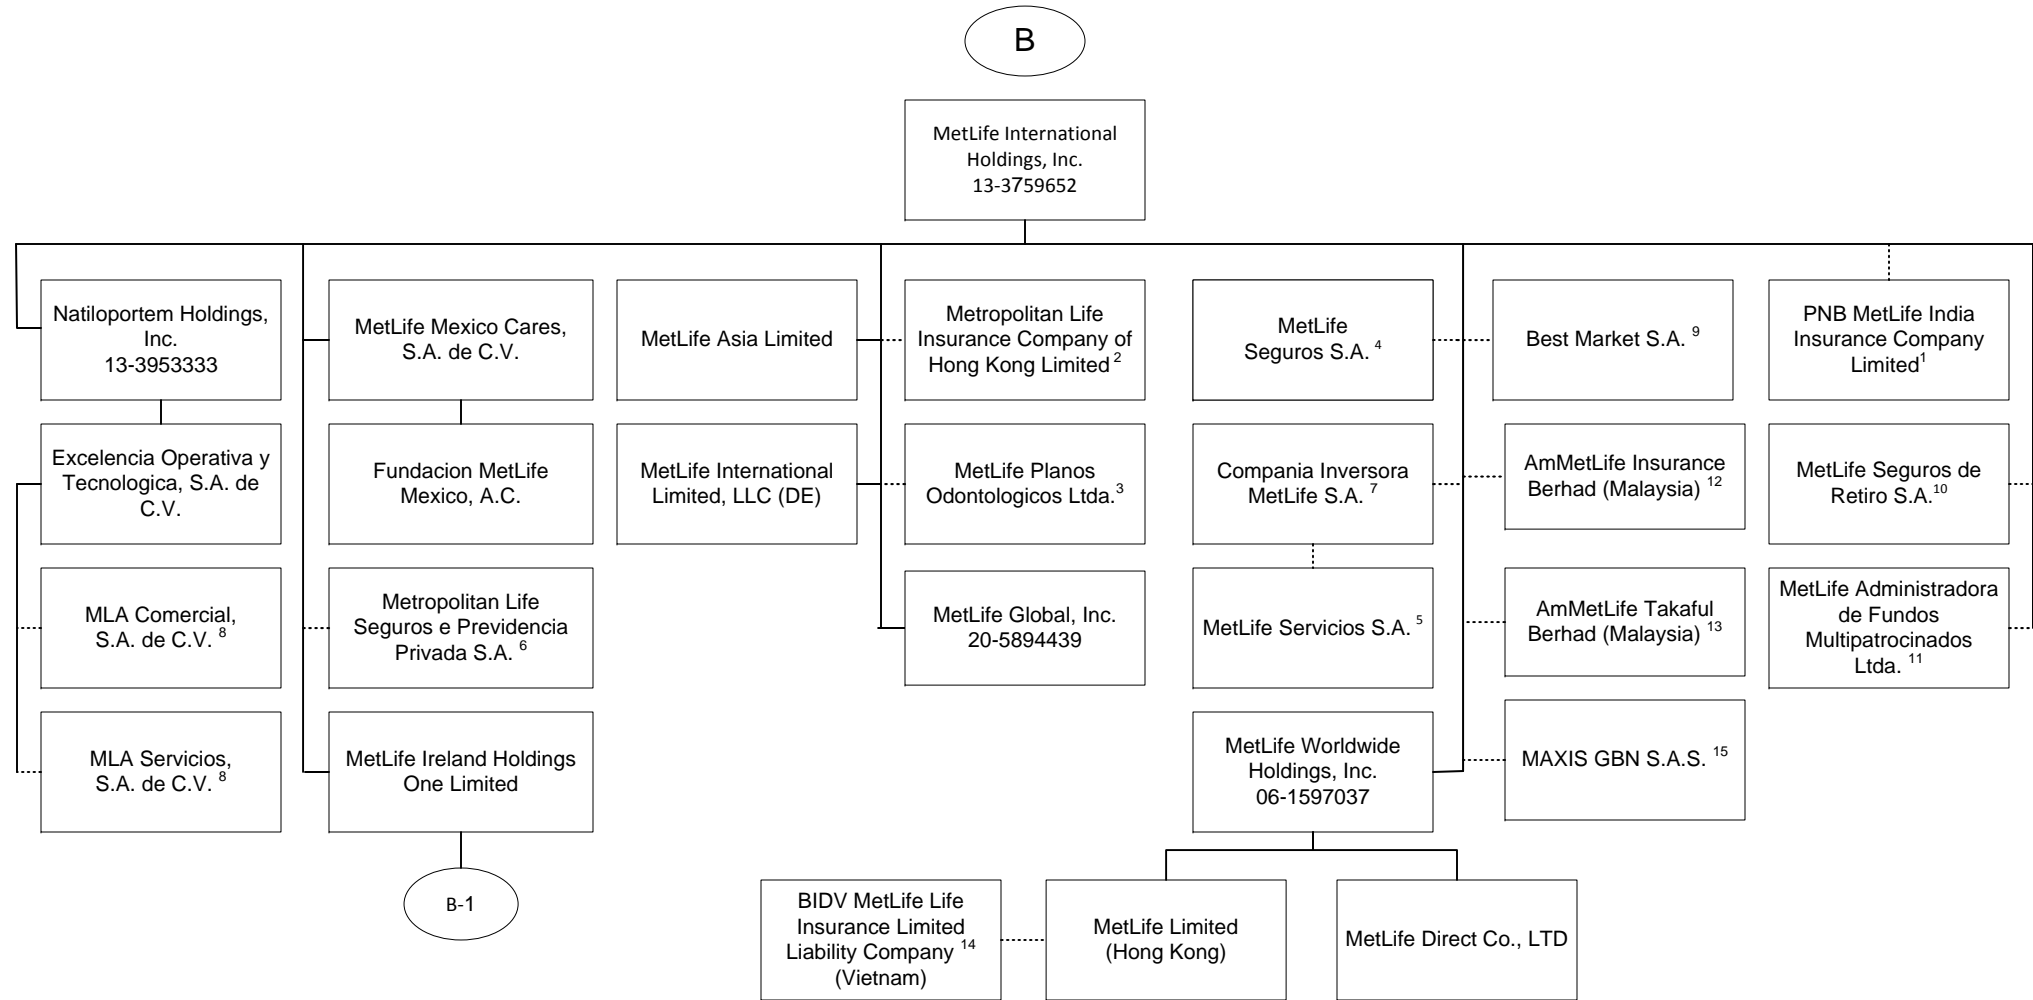 B
MetLife International
Holdings, Inc.
13-3759652
Natiloportem Holdings,
Inc.
13-3953333
MetLife Mexico Cares,
S.A. de C.V.
MetLife Asia Limited
Metropolitan Life
Insurance Company of
Hong Kong Limited 2
MetLife
Seguros S.A. 4
Best Market S.A. 9
PNB MetLife India
Insurance Company
Limited1
Excelencia Operativa y
Tecnologica, S.A. de
C.V.
Fundacion MetLife
Mexico, A.C.
MetLife International
Limited, LLC (DE)
MetLife Planos
Odontologicos Ltda.3
Compania Inversora
MetLife S.A. 7
AmMetLife Insurance
Berhad (Malaysia) 12
MetLife Seguros de
Retiro S.A.10
MLA Comercial,
S.A. de C.V. 8
Metropolitan Life
Seguros e Previdencia
Privada S.A. 6
MetLife Global, Inc.
20-5894439
MetLife Servicios S.A. 5
AmMetLife Takaful
Berhad (Malaysia) 13
MetLife Administradora
de Fundos
Multipatrocinados
Ltda. 11
MLA Servicios,
S.A. de C.V. 8
MetLife Ireland Holdings
One Limited
MetLife Worldwide
Holdings, Inc.
06-1597037
MAXIS GBN S.A.S. 15
B-1
BIDV MetLife Life
Insurance Limited
Liability Company 14
(Vietnam)
MetLife Limited
(Hong Kong)
MetLife Direct Co., LTD